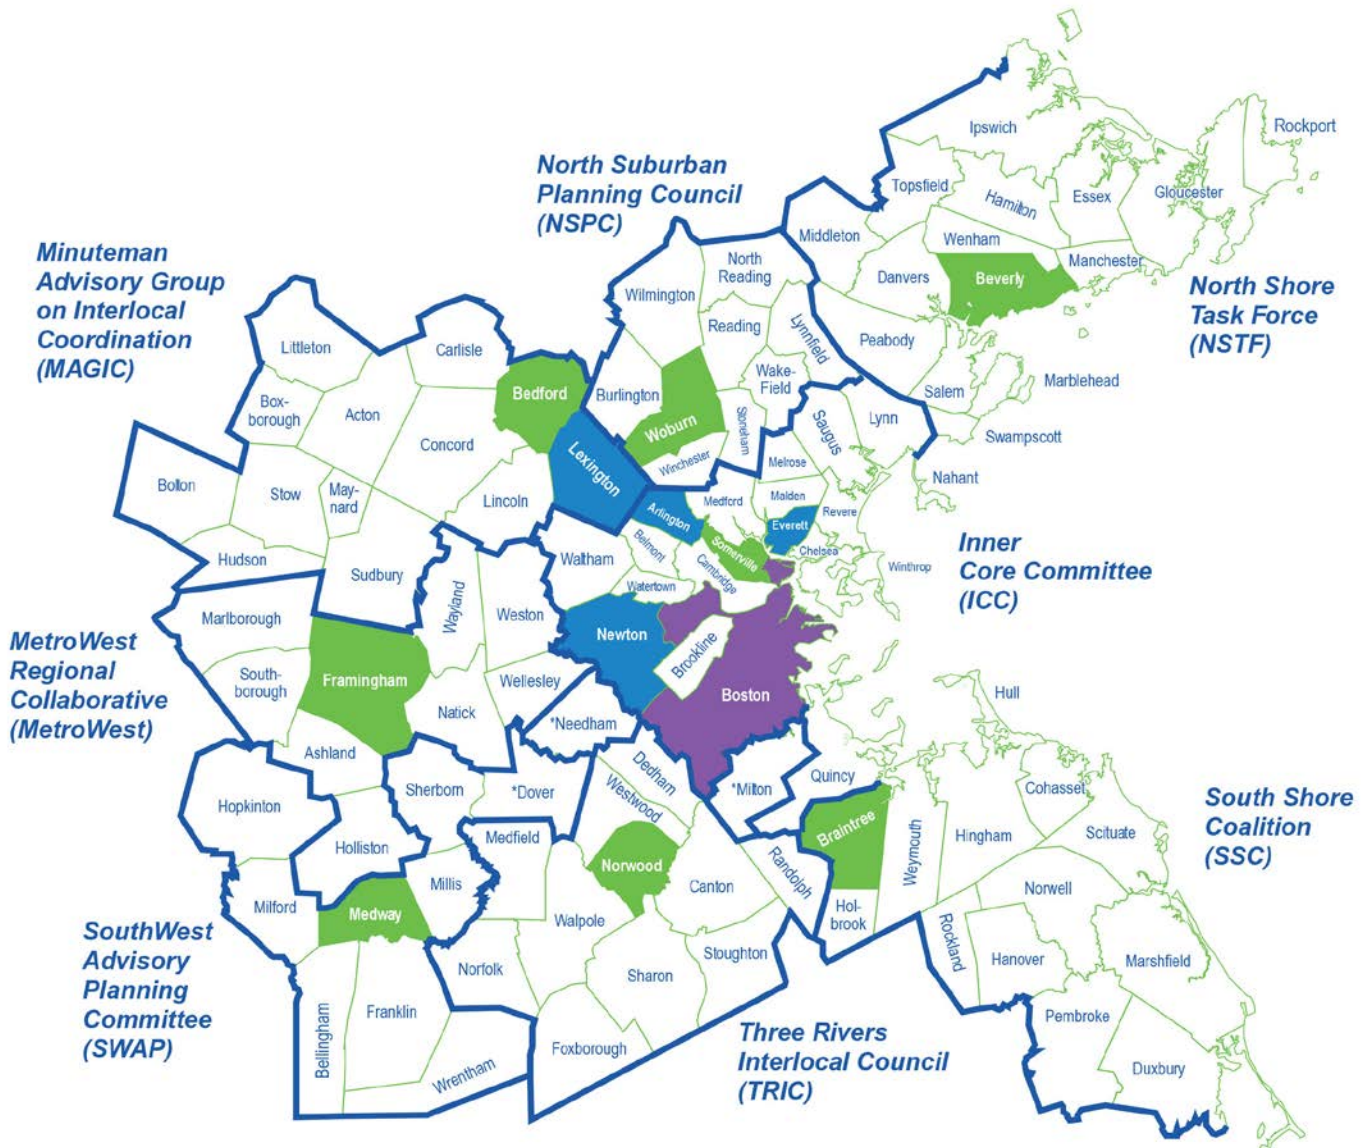 Rockport
Ipswich
North Suburban
Planning Council
(NSPC)
Topsfield
Hamilton
Essex
Gloucester
Middleton
Wenham
Manchester
Minuteman
Advisory Group
on Interlocal
Coordination
(MAGIC)
North
Reading
Danvers
Beverly
North Shore
Task Force
(NSTF)
Wilmington
Reading
Lynnfield
Peabody
Littleton
Carlisle
Wake-
Field
Salem
Marblehead
Box-
borough
Acton
Bedford
Burlington
Woburn
Stoneham
Saugus
Lynn
Swampscott
Concord
Lexington
Winchester
Melrose
Nahant
Bolton
Stow
May-
nard
Lincoln
Arlington
Medford
Malden
Everett
Revere
Hudson
Sudbury
Waltham
Belmont
Somerville
Chelsea
Winthrop
Inner
Core Committee
(ICC)
Cambridge
Watertown
Marlborough
Wayland
Weston
Newton
Brookline
MetroWest
Regional
Collaborative
(MetroWest)
South-
borough
Framingham
Wellesley
Boston
Natick
*Needham
Hull
Ashland
Sherborn
*Dover
Dedham
Westwood
*Milton
Quincy
Cohasset
Hopkinton
Braintree
Weymouth
Hingham
Scituate
South Shore
Coalition
(SSC)
Holliston
Medfield
Norwood
Randolph
Millis
Canton
Norwell
Milford
Medway
Walpole
Hol-
brook
Rockland
SouthWest
Advisory
Planning
Committee
(SWAP)
Norfolk
Sharon
Stoughton
Hanover
Marshfield
Bellingham
Franklin
Foxborough
Three Rivers
Interlocal Council
(TRIC)
Pembroke
Wrentham
Duxbury